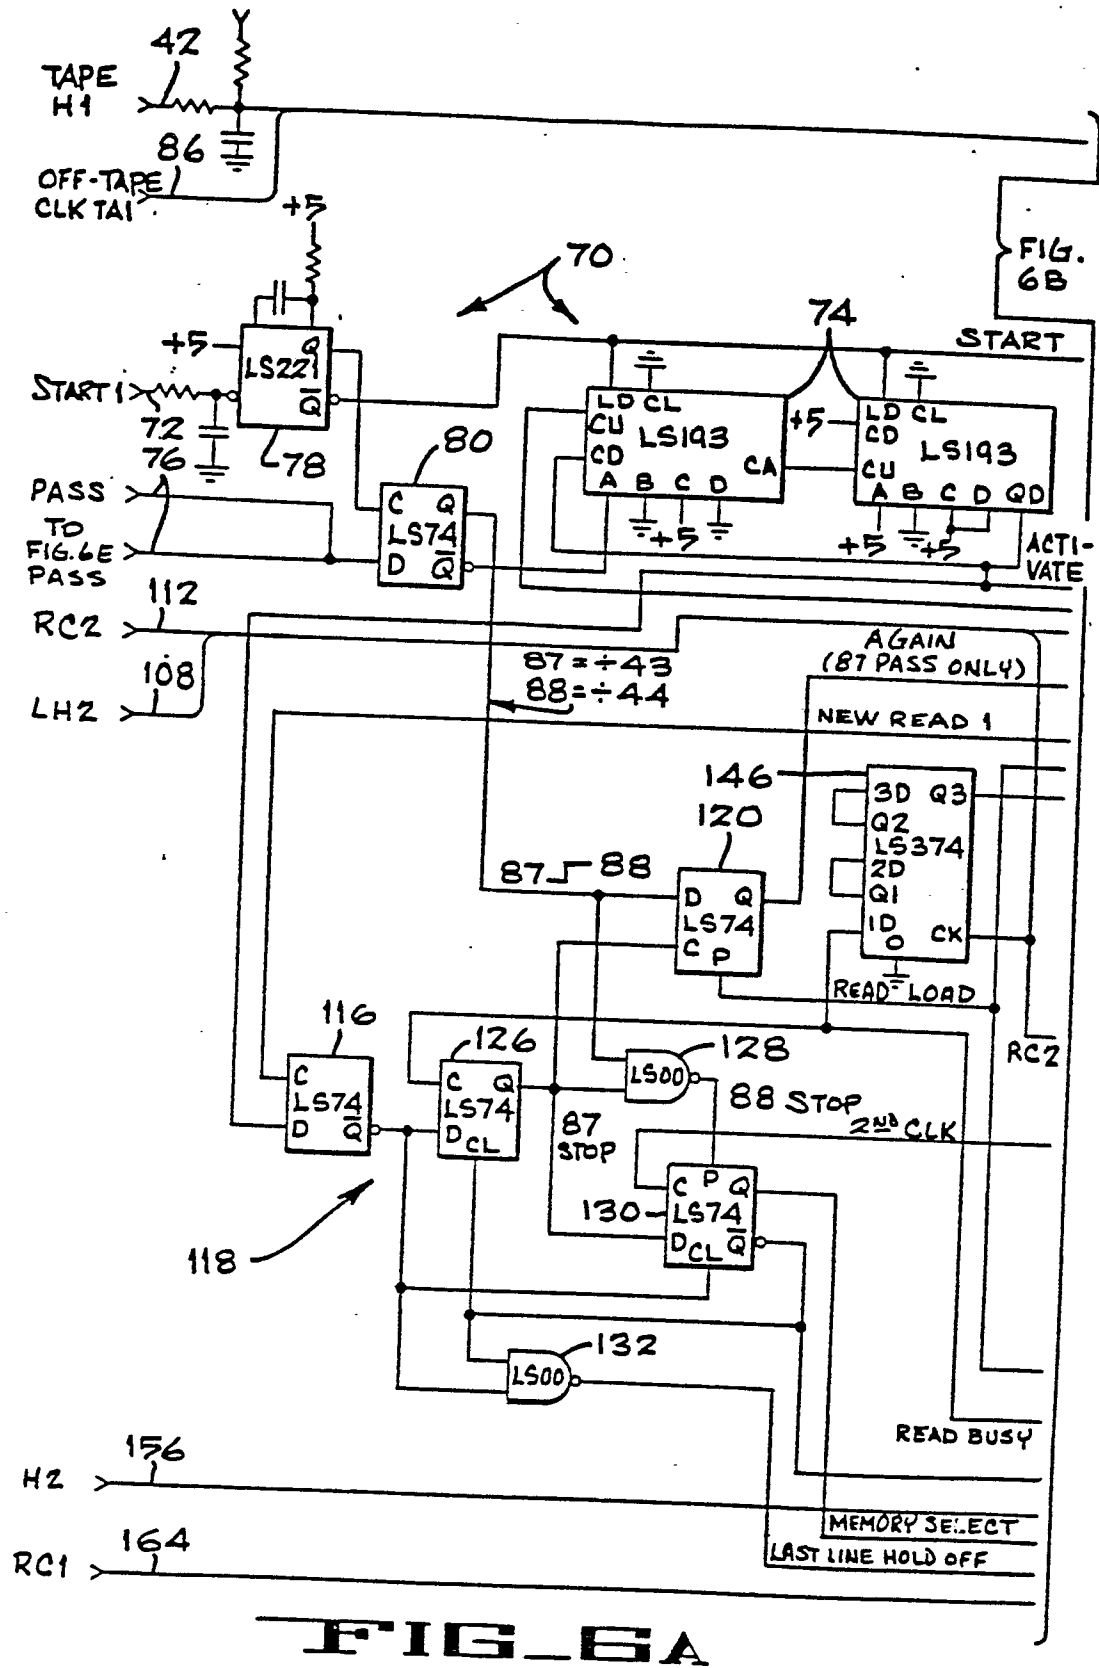 42
TAPE
H1
86
OFF-TAPE
CLK TA1
+5
70
FIG.
6B
74
+5
Q
LS221
Q̅
START
START 1
72
76
78
80
LD CL
CU LS193
CD
CA
A B C D
+5
+5
LD CL
CD
LS193
CU
A B C D QD
+5
+5
ACTI-
VATE
PASS
TO
FIG. 6E
PASS
C Q
LS74
D Q̅
112
RC2
108
LH2
87 = ÷43
88 = ÷44
AGAIN
(87 PASS ONLY)
NEW READ 1
146
3D Q3
Q2
LS374
2D
Q1
1D
O CK
120
87 88
D Q
LS74
C P
READ LOAD
RC2
116
C
LS74
D Q̅
126
C Q
LS74
D CL
128
LS00
87
STOP
88 STOP
2ND CLK
C P Q
130
LS74
D CL Q̅
118
132
LS00
READ BUSY
156
H2
MEMORY SELECT
LAST LINE HOLD OFF
164
RC1
FIG_6A